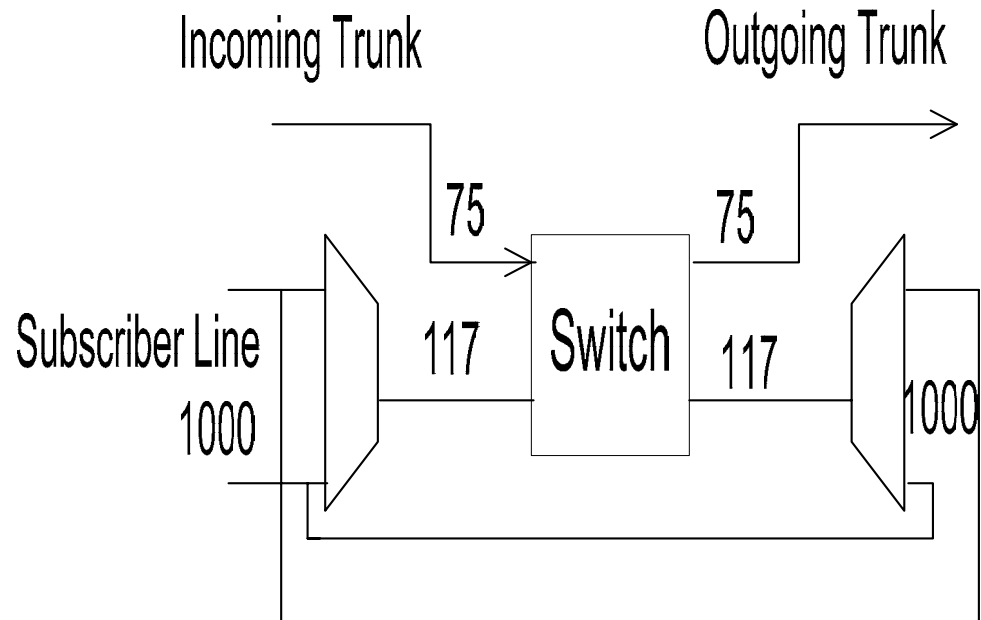 Incoming Trunk
Outgoing Trunk
75
75
Subscriber Line
1000
117
Switch
117
1000